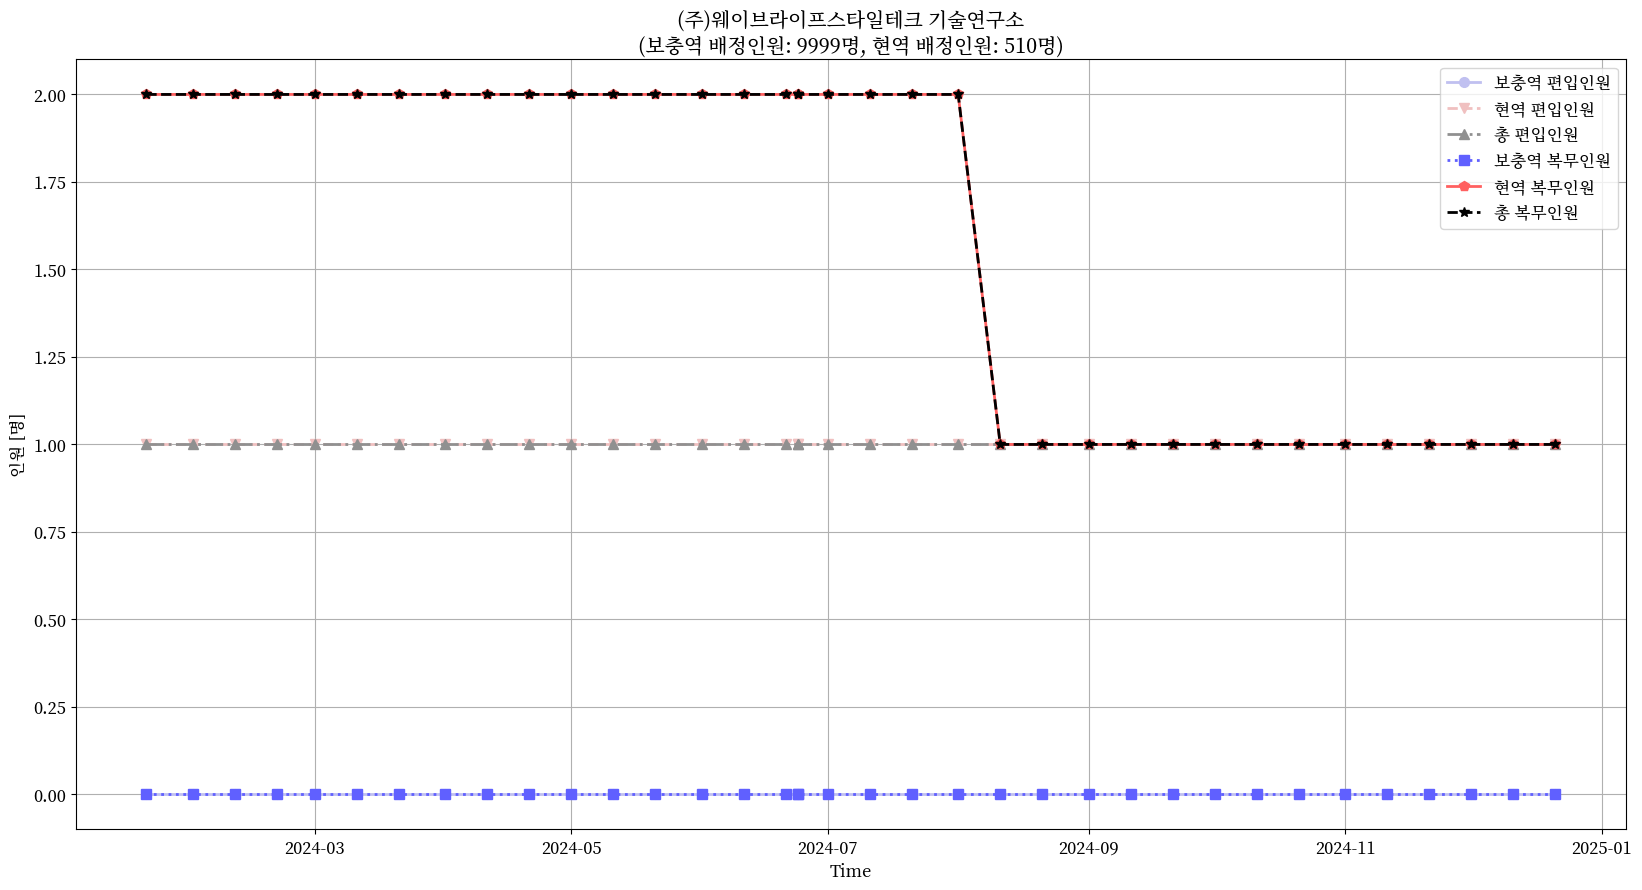 (주)웨이브라이프스타일테크 기술연구소
(보충역 배정인원: 9999명, 현역 배정인원: 510명)
보충역 편입인원
현역 편입인원
총 편입인원
보충역 복무인원
현역 복무인원
총 복무인원
2.00
1.75
1.50
1.25
1.00
0.75
0.50
0.25
0.00
인원 [명]
2024-03 2024-05 2024-07 2024-09 2024-11 2025-01
Time